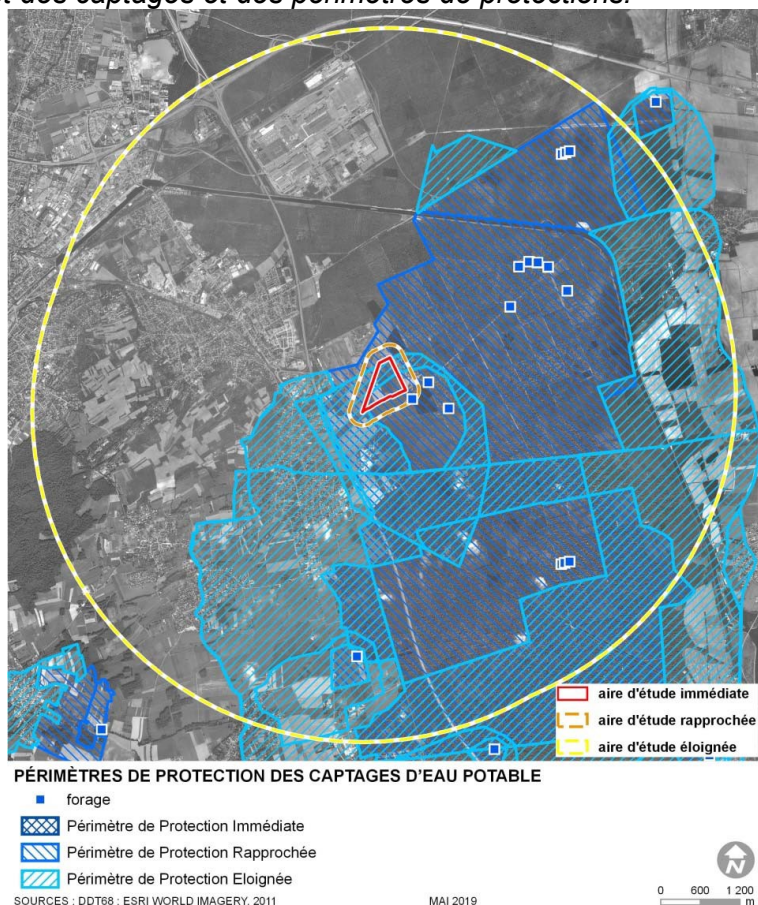 et des captages et des périmètres de protections.
aire d'étude immédiate
aire d'étude rapprochée
aire d'étude éloignée
PÉRIMÈTRES DE PROTECTION DES CAPTAGES D'EAU POTABLE
forage
Périmètre de Protection Immédiate
Périmètre de Protection Rapprochée
Périmètre de Protection Eloignée
SOURCES : DDT68 ; ESRI WORLD IMAGERY, 2011 MAI 2019
N
0 600 1 200
m